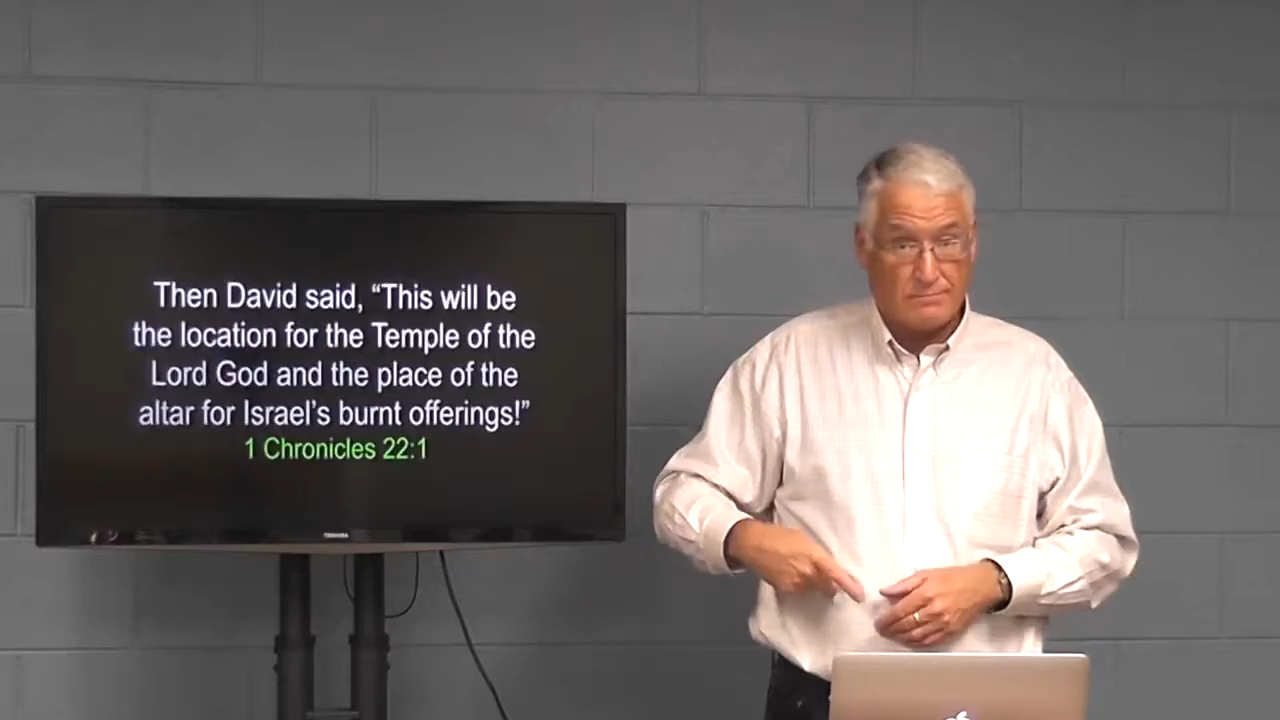 Then David said, “This will be
the location for the Temple of the
Lord God and the place of the
altar for Israel’s burnt offerings!”
1 Chronicles 22:1
TOSHIBA